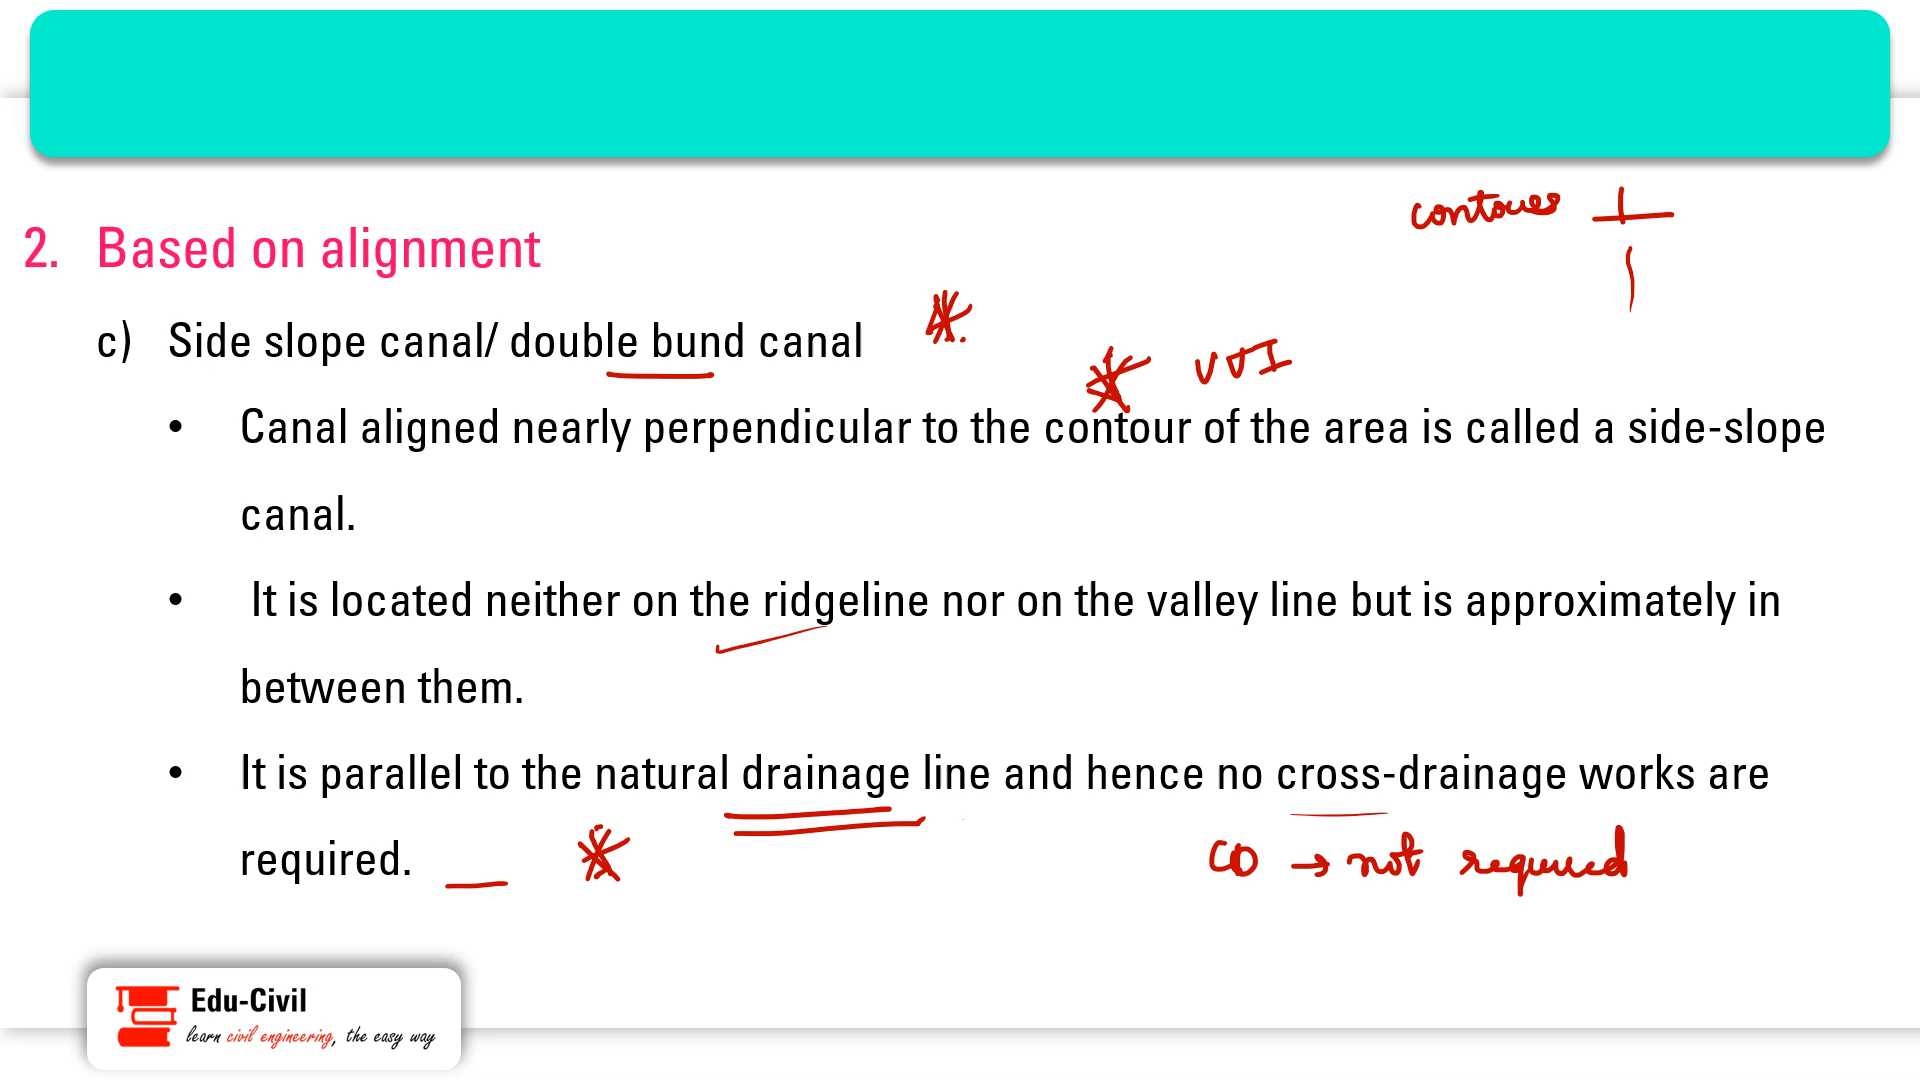 contours
2. Based on alignment
c) Side slope canal/ double bund canal
VVI
• Canal aligned nearly perpendicular to the contour of the area is called a side-slope
canal.
• It is located neither on the ridgeline nor on the valley line but is approximately in
between them.
• It is parallel to the natural drainage line and hence no cross-drainage works are
required.
CD → not required
Edu-Civil
learn civil engineering, the easy way